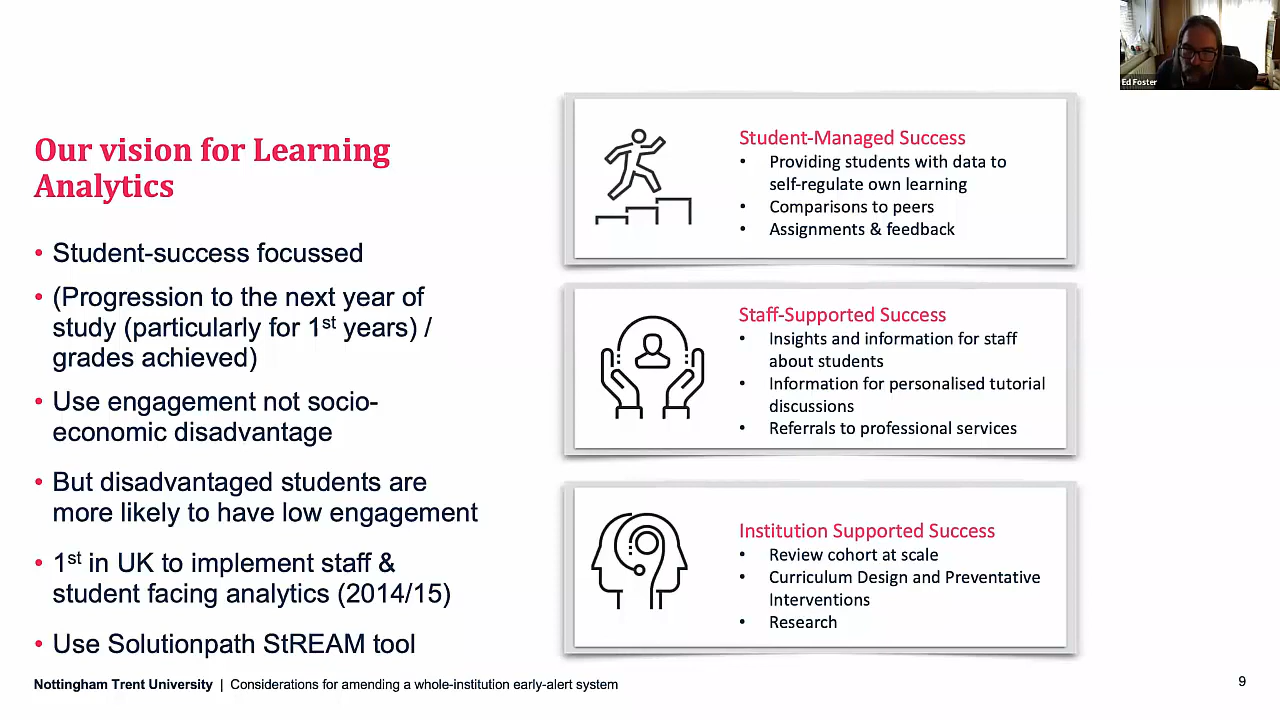 Ed Foster
Our vision for Learning
Analytics
• Student-success focussed
• (Progression to the next year of
study (particularly for 1st years) /
grades achieved)
• Use engagement not socio-
economic disadvantage
• But disadvantaged students are
more likely to have low engagement
• 1st in UK to implement staff &
student facing analytics (2014/15)
• Use Solutionpath StREAM tool
Student-Managed Success
• Providing students with data to
self-regulate own learning
• Comparisons to peers
• Assignments & feedback
Staff-Supported Success
• Insights and information for staff
about students
• Information for personalised tutorial
discussions
• Referrals to professional services
Institution Supported Success
• Review cohort at scale
• Curriculum Design and Preventative
Interventions
• Research
Nottingham Trent University | Considerations for amending a whole-institution early-alert system
9